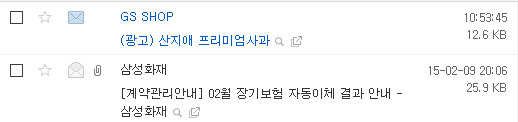 GS SHOP 10:53:45
(광고) 산지애 프리미엄사과 12.6 KB
삼성화재 15-02-09 20:06
[계약관리안내] 02월 장기보험 자동이체 결과 안내 - 25.9 KB
삼성화재